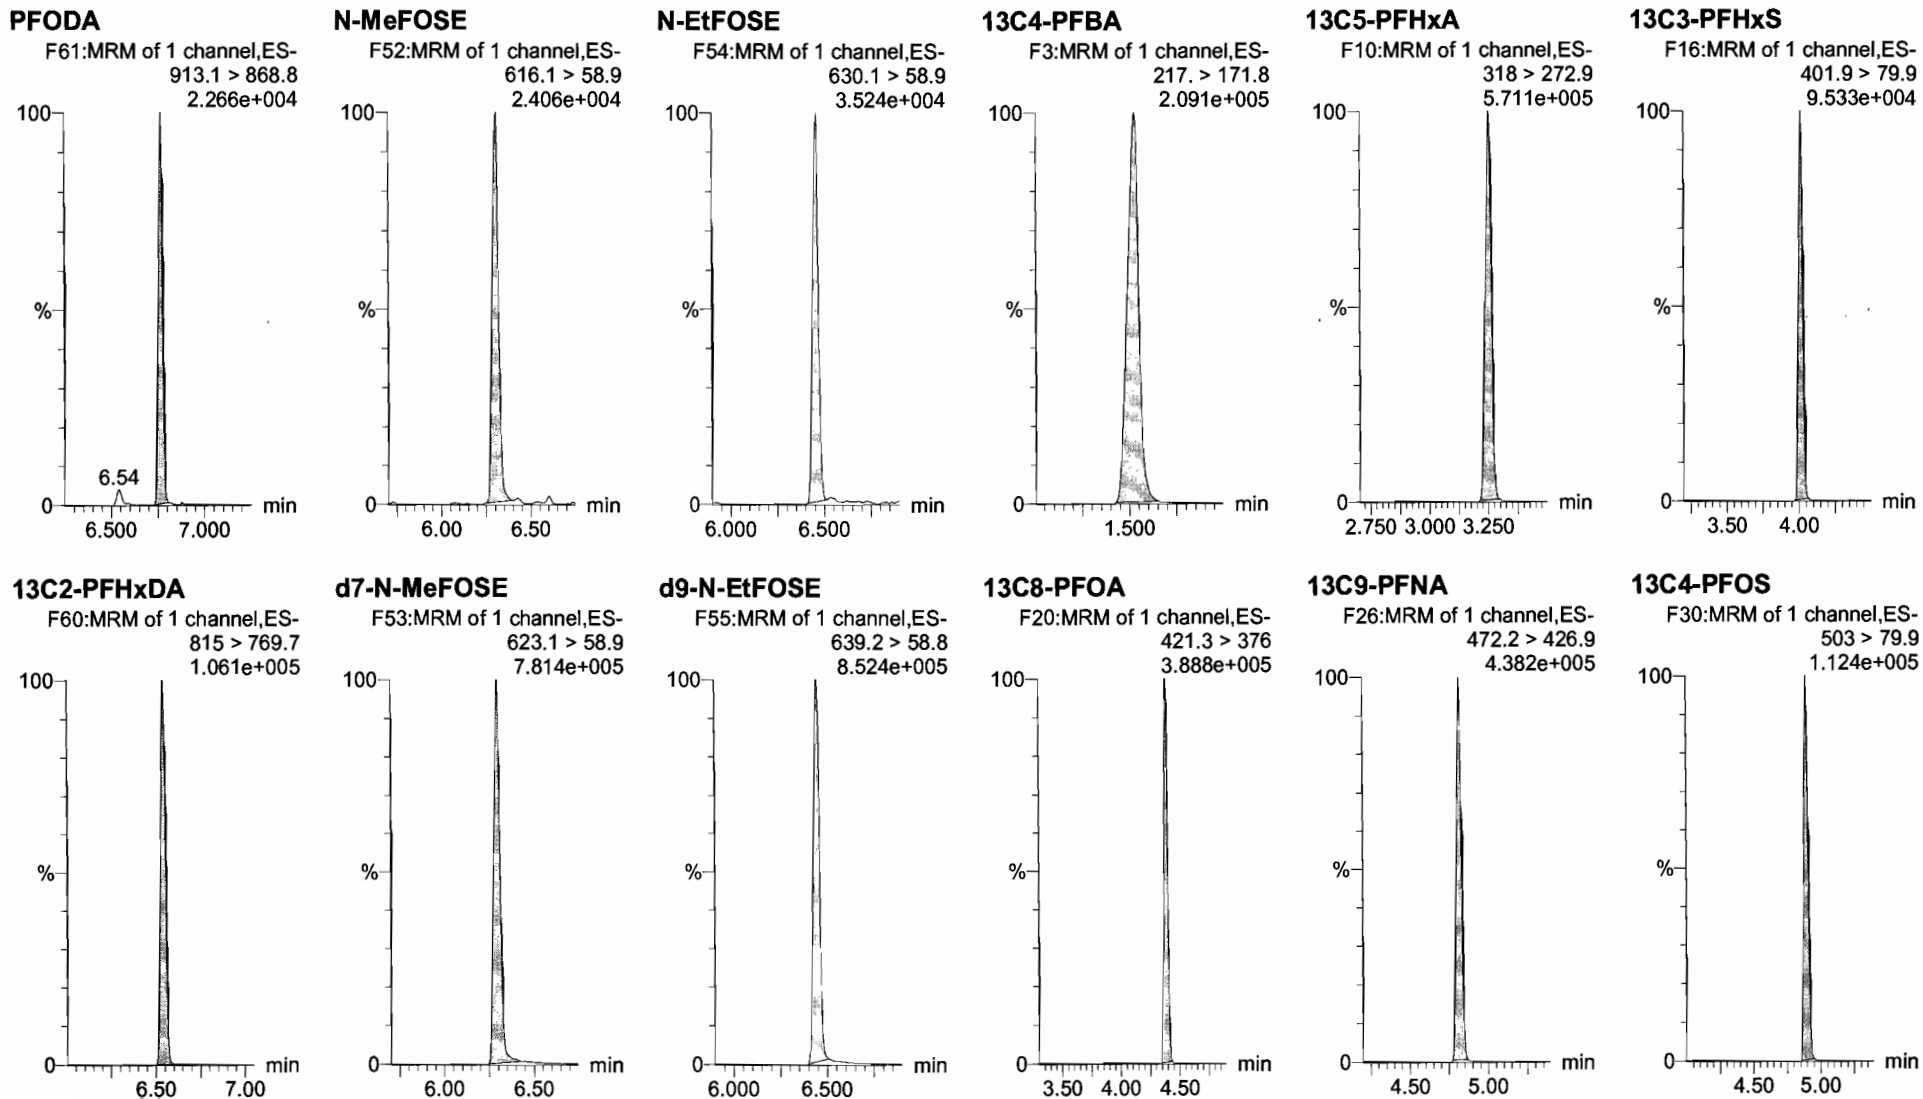 PFODA
F61:MRM of 1 channel,ES-
913.1 > 868.8
2.266e+004
100
%
0
6.54
min
6.500 7.000
N-MeFOSE
F52:MRM of 1 channel,ES-
616.1 > 58.9
2.406e+004
100
%
0
min
6.00 6.50
N-EtFOSE
F54:MRM of 1 channel,ES-
630.1 > 58.9
3.524e+004
100
%
0
min
6.000 6.500
13C4-PFBA
F3:MRM of 1 channel,ES-
217. > 171.8
2.091e+005
100
%
0
min
1.500
13C5-PFHxA
F10:MRM of 1 channel,ES-
318 > 272.9
5.711e+005
100
%
0
min
2.750 3.000 3.250
13C3-PFHxS
F16:MRM of 1 channel,ES-
401.9 > 79.9
9.533e+004
100
%
0
min
3.50 4.00
13C2-PFHxDA
F60:MRM of 1 channel,ES-
815 > 769.7
1.061e+005
100
%
0
min
6.50 7.00
d7-N-MeFOSE
F53:MRM of 1 channel,ES-
623.1 > 58.9
7.814e+005
100
%
0
min
6.00 6.50
d9-N-EtFOSE
F55:MRM of 1 channel,ES-
639.2 > 58.8
8.524e+005
100
%
0
min
6.000 6.500
13C8-PFOA
F20:MRM of 1 channel,ES-
421.3 > 376
3.888e+005
100
%
0
min
3.50 4.00 4.50
13C9-PFNA
F26:MRM of 1 channel,ES-
472.2 > 426.9
4.382e+005
100
%
0
min
4.50 5.00
13C4-PFOS
F30:MRM of 1 channel,ES-
503 > 79.9
1.124e+005
100
%
0
min
4.50 5.00